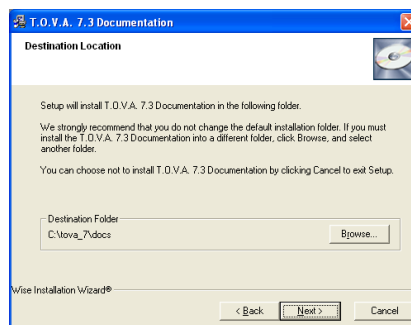 T.O.V.A. 7.3 Documentation
Destination Location
Setup will install T.O.V.A. 7.3 Documentation in the following folder.
We strongly recommend that you do not change the default installation folder. If you must
install the T.O.V.A. 7.3 Documentation into a different folder, click Browse, and select
another folder.
You can choose not to install T.O.V.A. 7.3 Documentation by clicking Cancel to exit Setup.
Destination Folder
C:\tova_7\docs
Browse...
Wise Installation Wizard®
< Back
Next >
Cancel